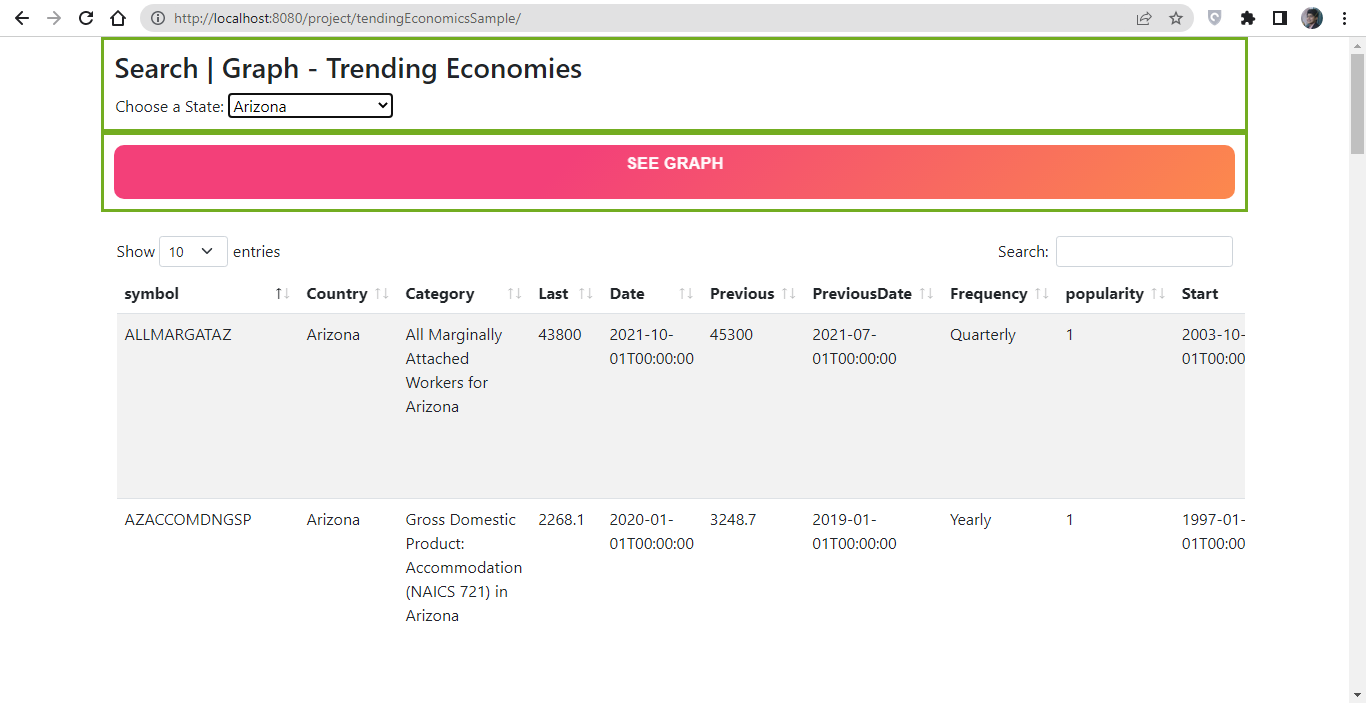 http://localhost:8080/project/tendingEconomicsSample/
Search | Graph - Trending Economies
Choose a State: Arizona
SEE GRAPH
Show 10 entries Search:
symbol Country Category Last Date Previous PreviousDate Frequency popularity Start
ALLMARGATAZ Arizona All Marginally 43800 2021-10- 45300 2021-07- Quarterly 1 2003-10-
Attached 01T00:00:00 01T00:00:00 01T00:00
Workers for
Arizona
AZACCOMDNGSP Arizona Gross Domestic 2268.1 2020-01- 3248.7 2019-01- Yearly 1 1997-01-
Product: 01T00:00:00 01T00:00:00 01T00:00
Accommodation
(NAICS 721) in
Arizona